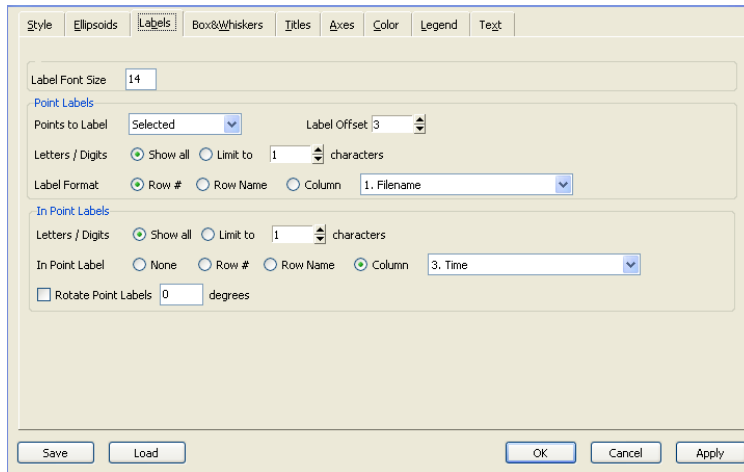 Style Ellipsoids Labels Box&Whiskers Titles Axes Color Legend Text
Label Font Size 14
Point Labels
Points to Label Selected Label Offset 3
Letters / Digits Show all Limit to 1 characters
Label Format Row # Row Name Column 1. Filename
In Point Labels
Letters / Digits Show all Limit to 1 characters
In Point Label None Row # Row Name Column 3. Time
Rotate Point Labels 0 degrees
Save Load OK Cancel Apply